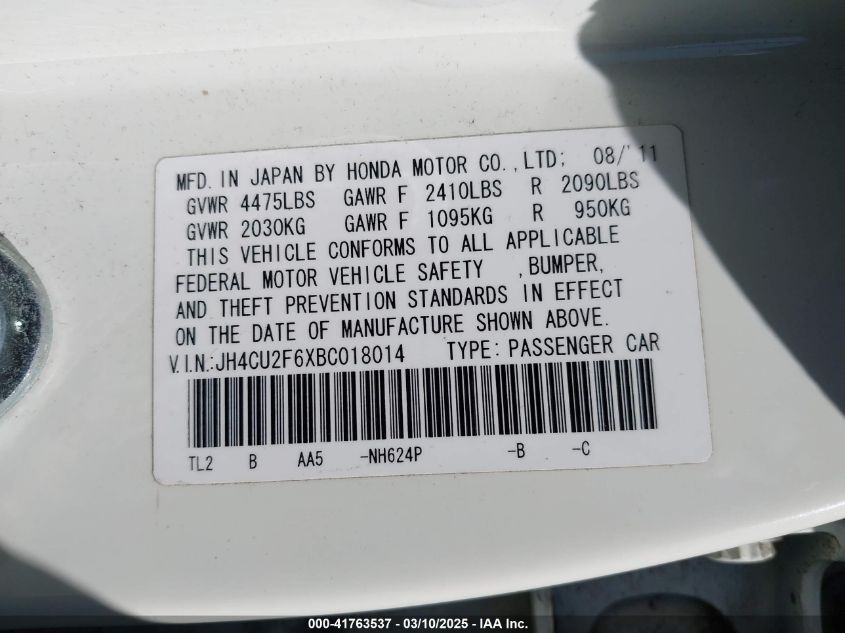 MFD. IN JAPAN BY HONDA MOTOR CO.,LTD; 08/'11
GVWR 4475LBS GAWR F 2410LBS R 2090LBS
GVWR 2030KG GAWR F 1095KG R 950KG
THIS VEHICLE CONFORMS TO ALL APPLICABLE
FEDERAL MOTOR VEHICLE SAFETY ,BUMPER,
AND THEFT PREVENTION STANDARDS IN EFFECT
ON THE DATE OF MANUFACTURE SHOWN ABOVE.
V.I.N.:JH4CU2F6XBC018014 TYPE: PASSENGER CAR
TL2 B AA5 -NH624P -B -C
000-41763537 - 03/10/2025 - IAA Inc.